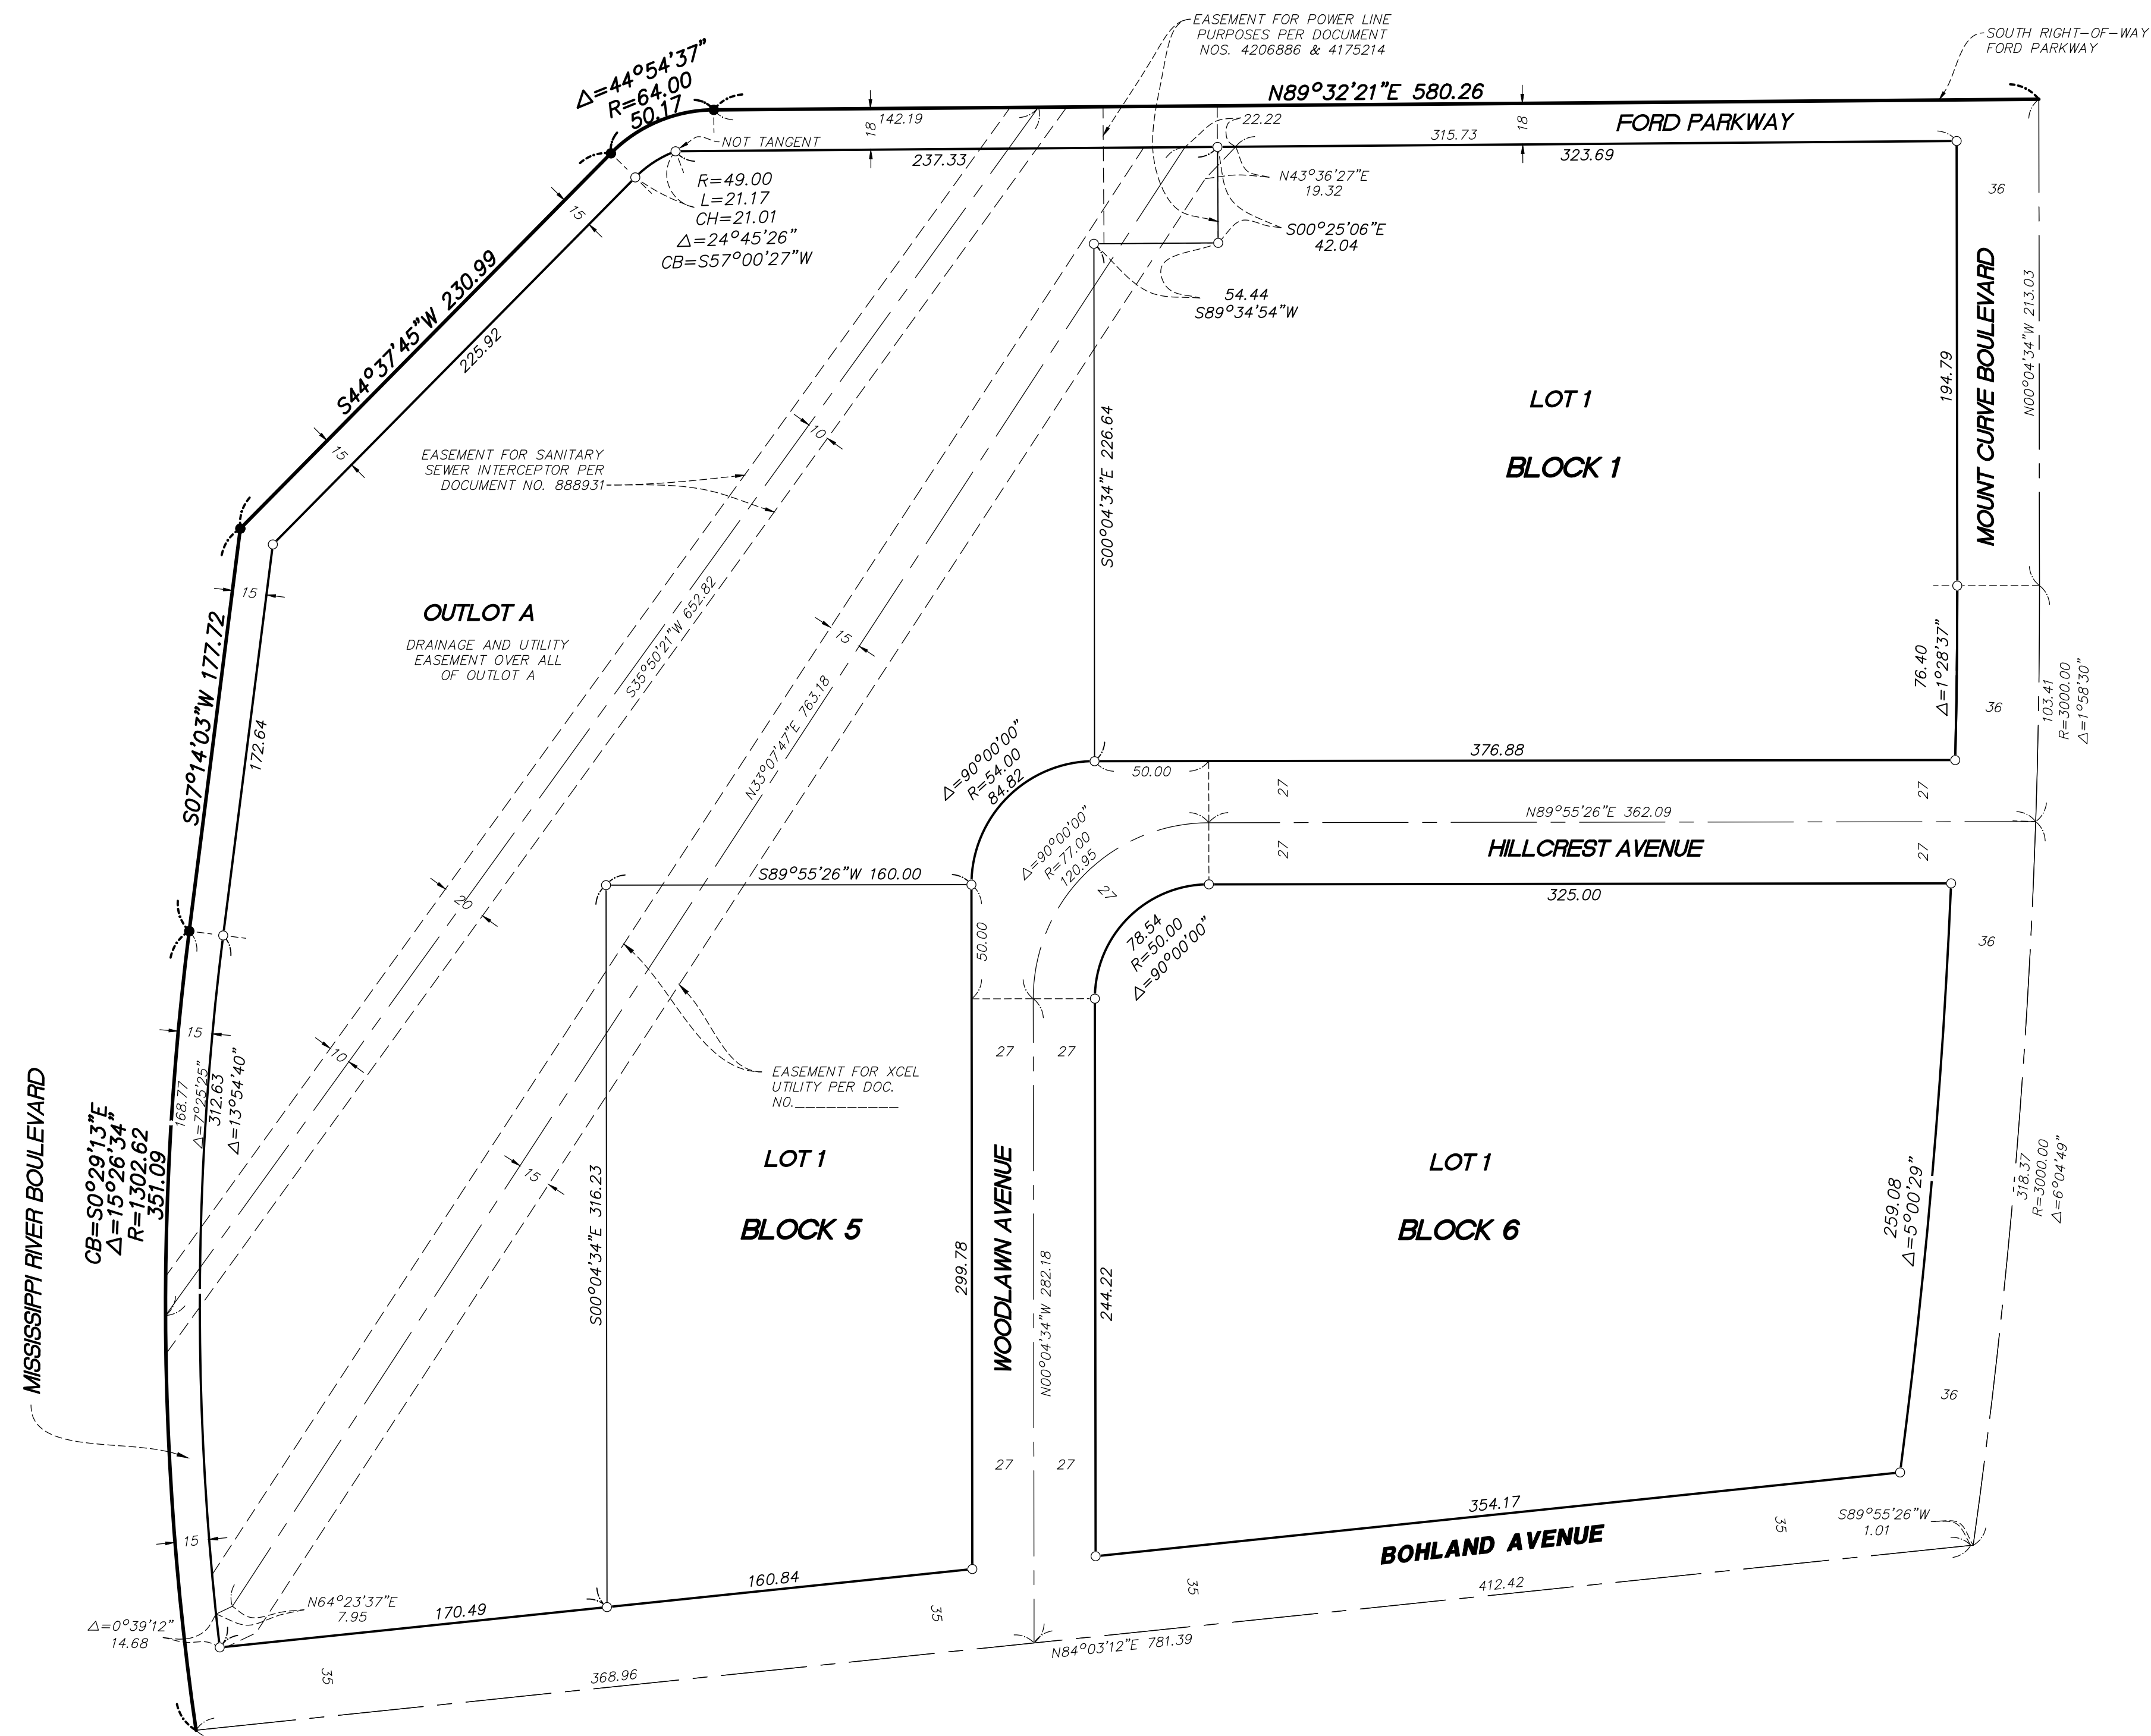 EASEMENT FOR POWER LINE
PURPOSES PER DOCUMENT
NOS. 4206886 & 4175214
SOUTH RIGHT-OF-WAY
FORD PARKWAY
Δ=44°54'37"
R=64.00
50.17
N89°32'21"E 580.26
142.19
18
22.22
18
FORD PARKWAY
NOT TANGENT
237.33
315.73
323.69
R=49.00
L=21.17
CH=21.01
Δ=24°45'26"
CB=S57°00'27"W
N43°36'27"E
19.32
36
S00°25'06"E
42.04
15
54.44
S89°34'54"W
S44°37'45"W 230.99
225.92
15
MOUNT CURVE BOULEVARD
N00°04'34"W 213.03
194.79
LOT 1
BLOCK 1
S00°04'34"E 226.64
10
EASEMENT FOR SANITARY
SEWER INTERCEPTOR PER
DOCUMENT NO. 888931
15
OUTLOT A
DRAINAGE AND UTILITY
EASEMENT OVER ALL
OF OUTLOT A
S35°50'21"W 652.82
15
N33°07'47"E 763.18
S07°14'03"W 177.72
172.64
76.40
Δ=1°28'37"
36
103.41
R=3000.00
Δ=1°58'30"
376.88
50.00
Δ=90°00'00"
R=54.00
84.82
27
27
N89°55'26"E 362.09
Δ=90°00'00"
R=77.00
120.95
27
27
HILLCREST AVENUE
27
S89°55'26"W 160.00
325.00
20
50.00
78.54
R=50.00
Δ=90°00'00"
36
15
10
27
27
EASEMENT FOR XCEL
UTILITY PER DOC.
NO.__________
168.77
Δ=7°25'25"
312.63
Δ=13°54'40"
CB=S0°29'13"E
Δ=15°26'34"
R=1302.62
351.09
MISSISSIPPI RIVER BOULEVARD
15
LOT 1
BLOCK 5
S00°04'34"E 316.23
299.78
WOODLAWN AVENUE
N00°04'34"W 282.18
244.22
LOT 1
BLOCK 6
259.08
Δ=5°00'29"
318.37
R=3000.00
Δ=6°04'49"
36
27
27
354.17
15
BOHLAND AVENUE
35
S89°55'26"W
1.01
160.84
35
412.42
N64°23'37"E
7.95
170.49
35
Δ=0°39'12"
14.68
N84°03'12"E 781.39
35
368.96